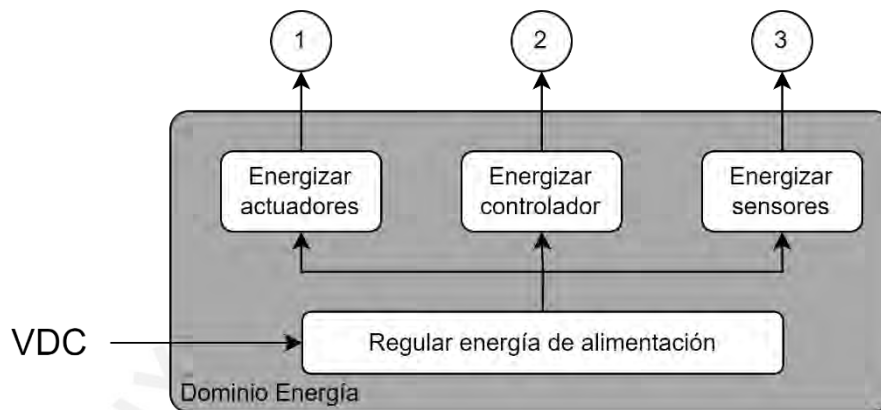 1
2
3
Energizar
actuadores
Energizar
controlador
Energizar
sensores
VDC
Regular energía de alimentación
Dominio Energía